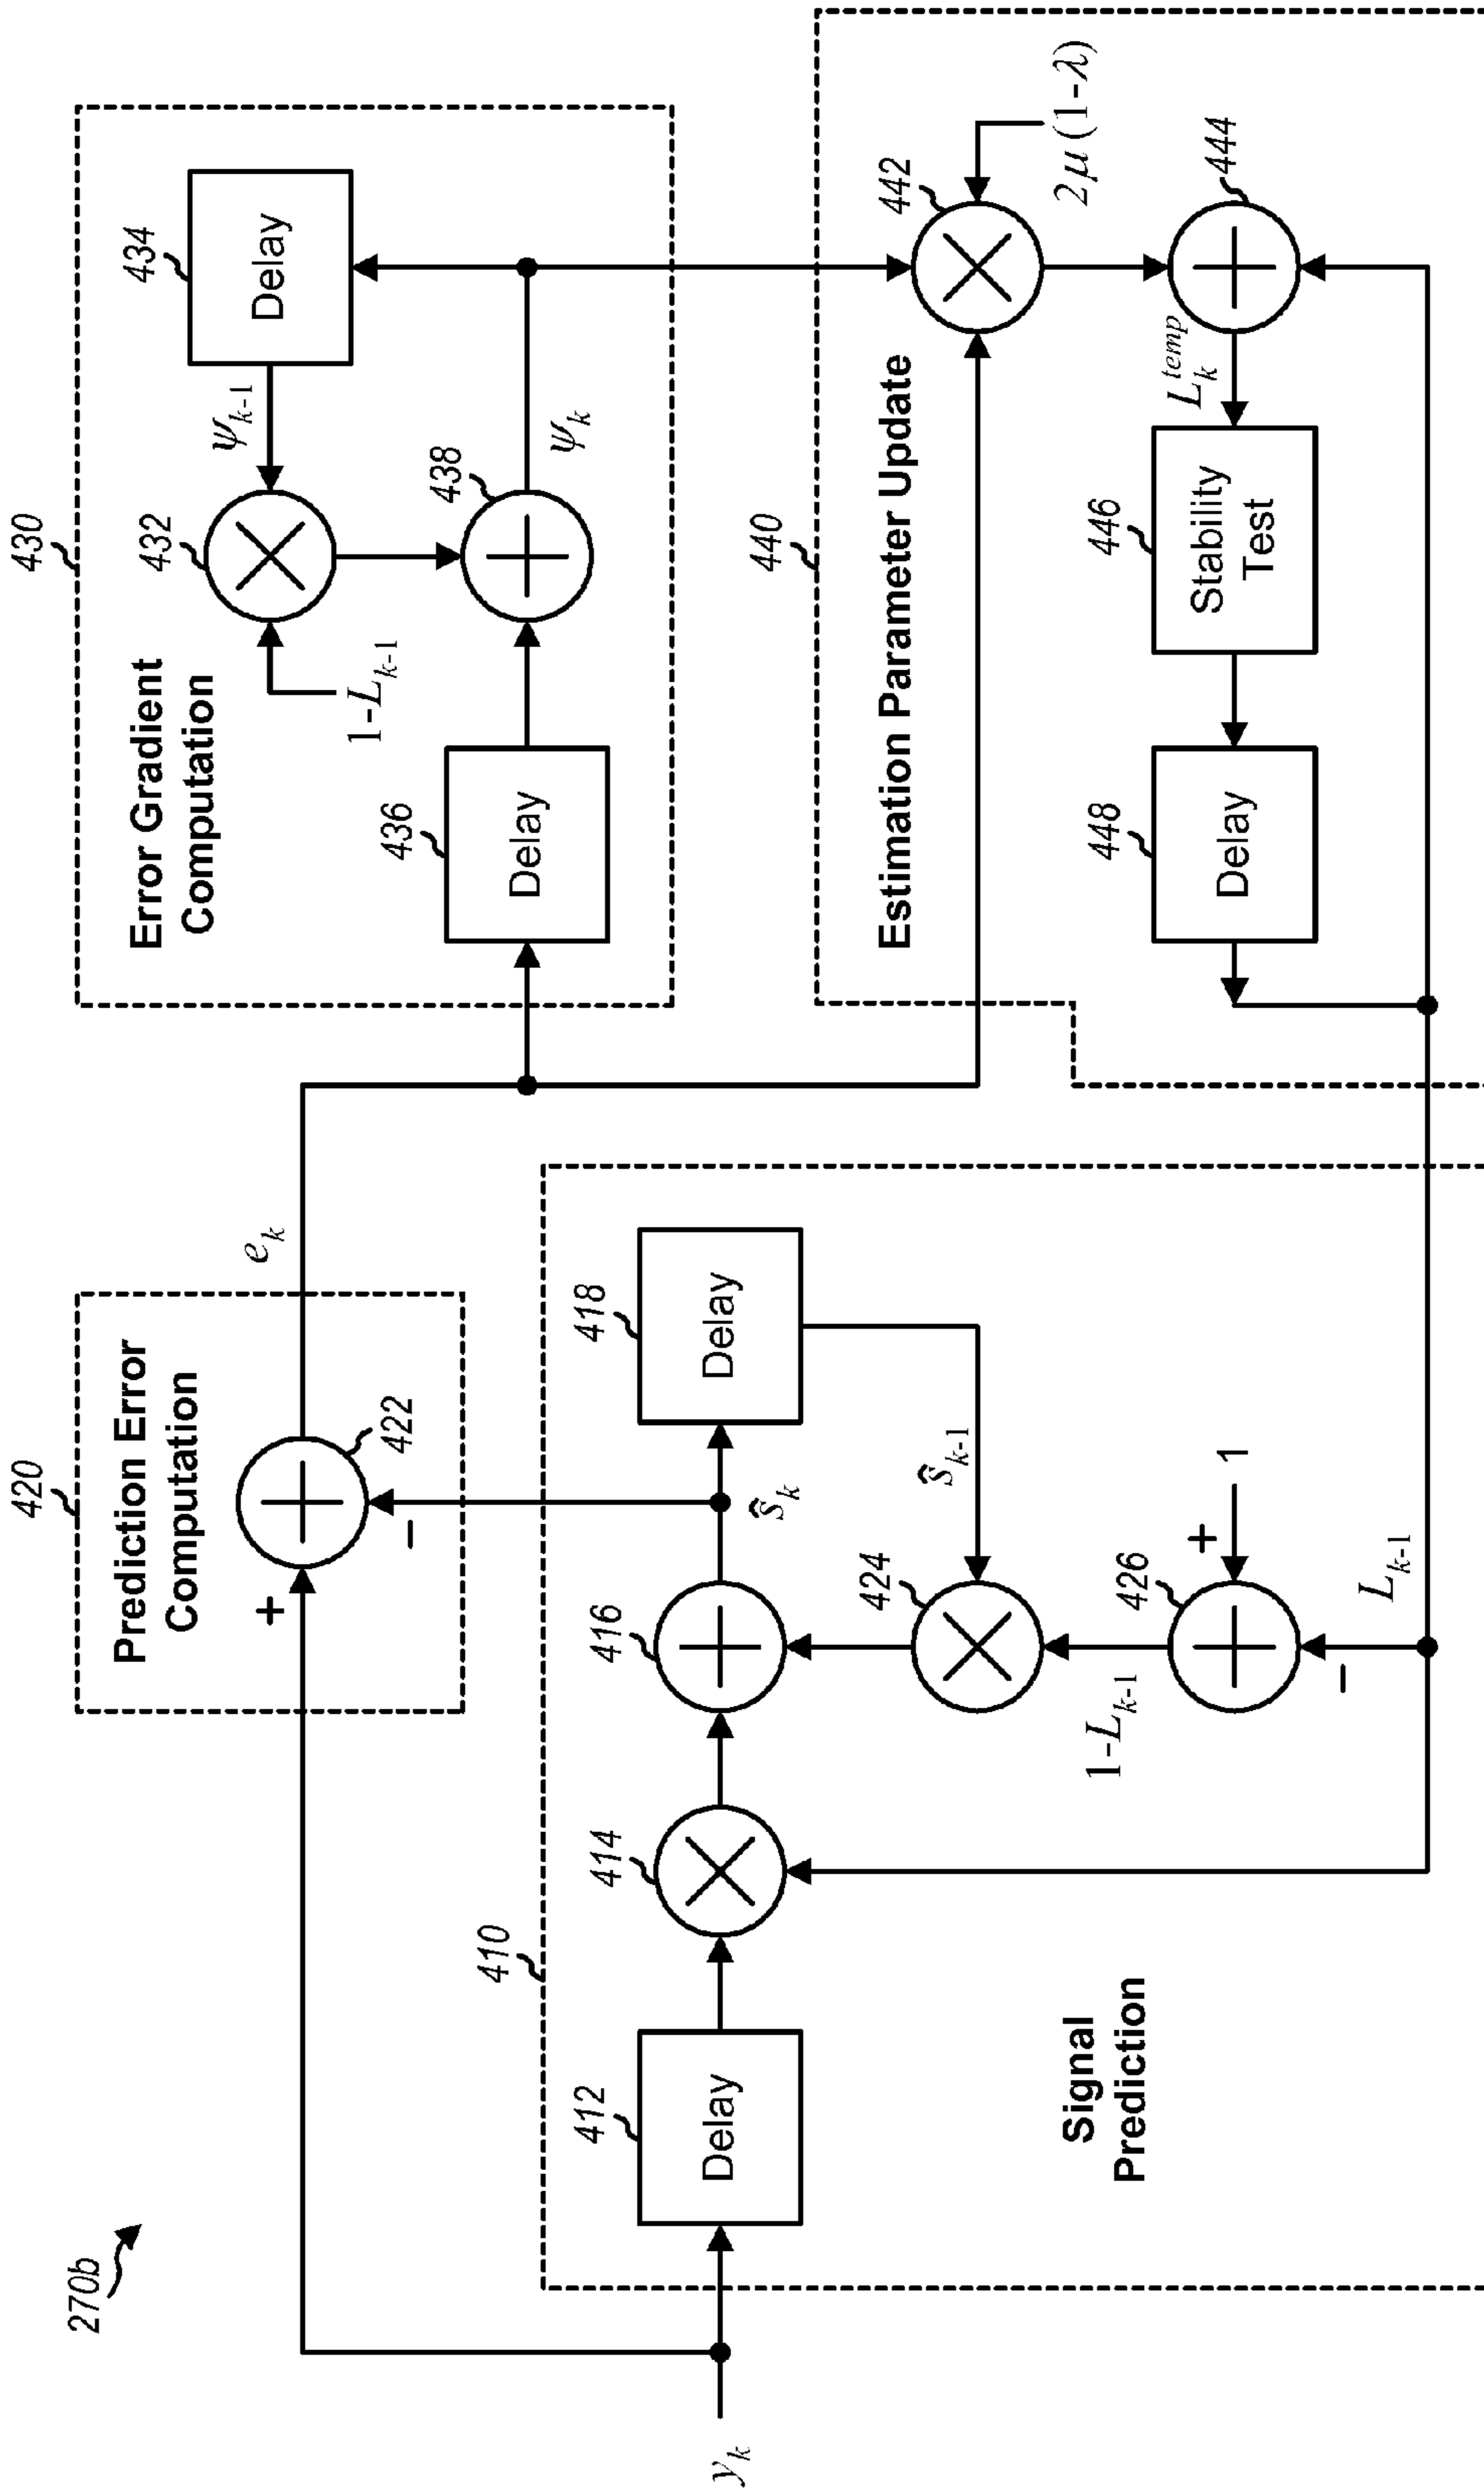 270b
420
Prediction Error
Computation
+
-
422
e_k
430
Error Gradient
Computation
432
434
Delay
ψ_{k-1}
1-L_{k-1}
436
Delay
438
ψ_k
y_k
410
412
Delay
414
416
418
Delay
ŝ_k
ŝ_{k-1}
424
426
+
1
-
1-L_{k-1}
L_{k-1}
Signal
Prediction
440
Estimation Parameter Update
442
2μ(1-λ)
444
L_k^{temp}
446
Stability
Test
448
Delay